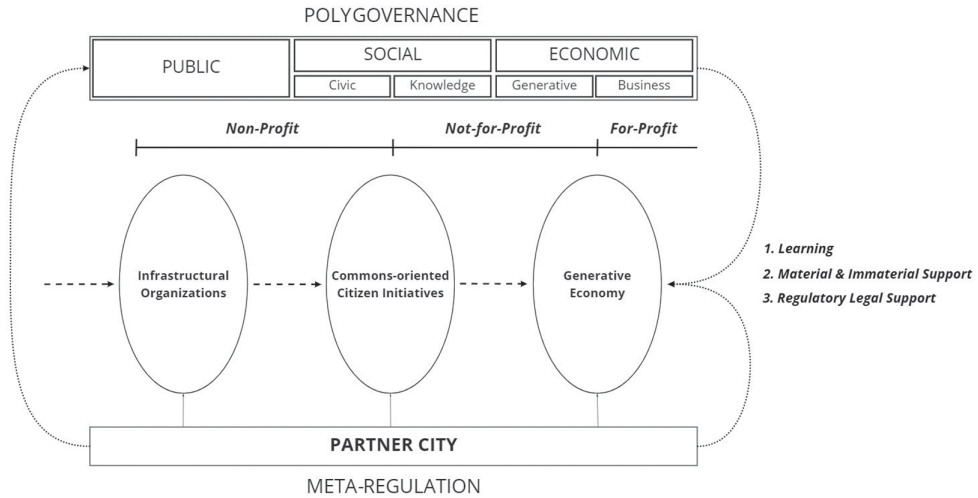 POLYGOVERNANCE
PUBLIC
SOCIAL
ECONOMIC
Civic
Knowledge
Generative
Business
Non-Profit
Not-for-Profit
For-Profit
Infrastructural
Organizations
Commons-oriented
Citizen Initiatives
Generative
Economy
1. Learning
2. Material & Immaterial Support
3. Regulatory Legal Support
PARTNER CITY
META-REGULATION